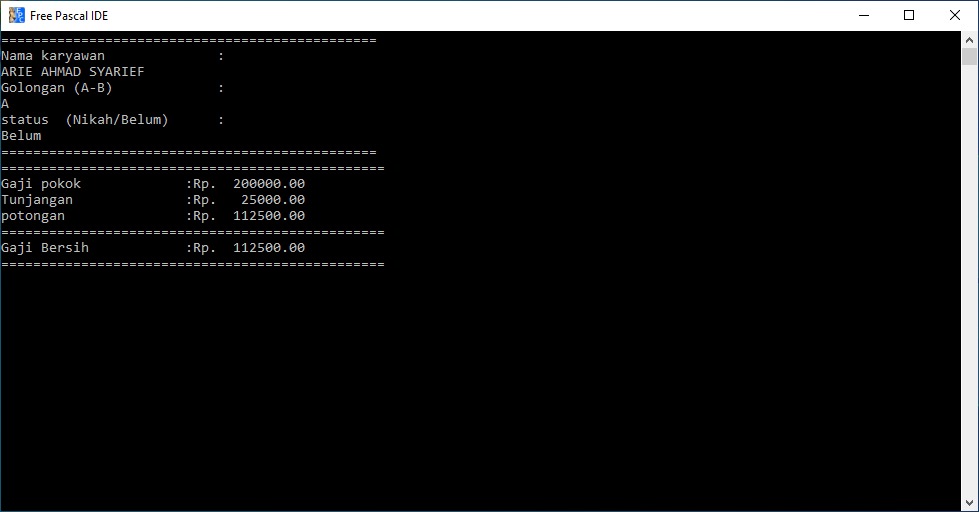 Free Pascal IDE
===============================================
Nama karyawan              :
ARIE AHMAD SYARIEF
Golongan (A-B)             :
A
status  (Nikah/Belum)      :
Belum
===============================================
================================================
Gaji pokok             :Rp.  200000.00
Tunjangan              :Rp.   25000.00
potongan               :Rp.  112500.00
================================================
Gaji Bersih            :Rp.  112500.00
================================================